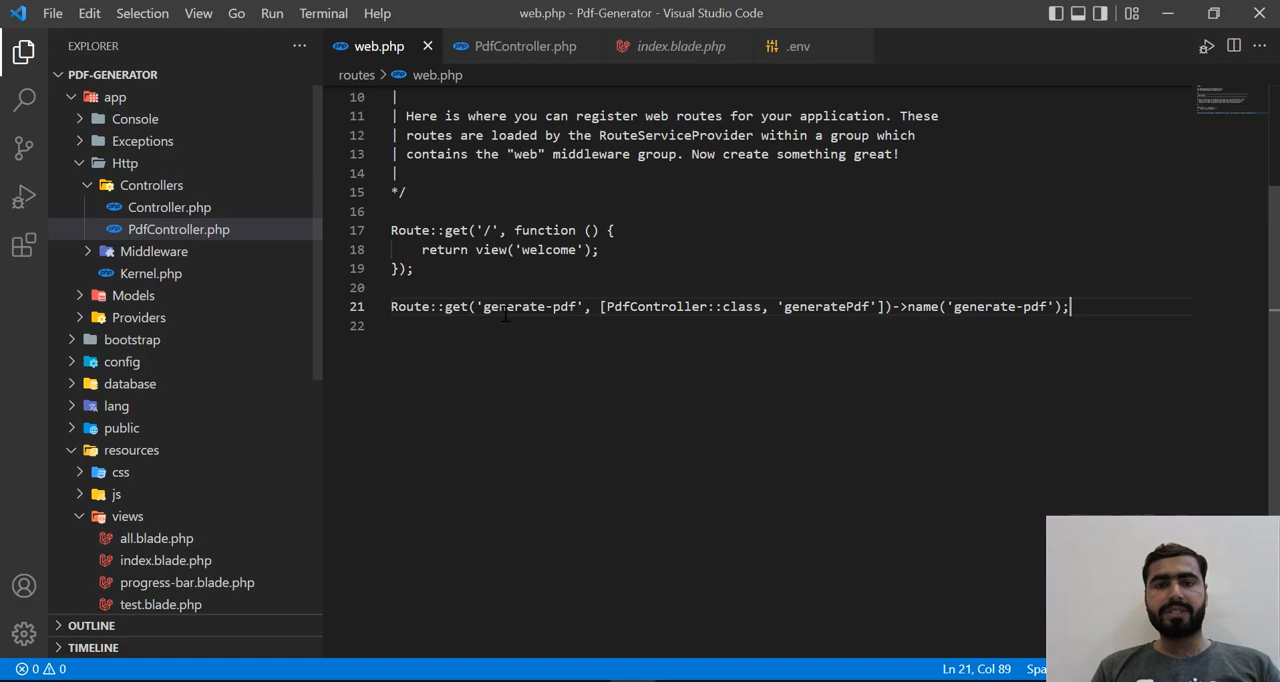 File Edit Selection View Go Run Terminal Help web.php - Pdf-Generator - Visual Studio Code
EXPLORER
PDF-GENERATOR
app
Console
Exceptions
Http
Controllers
Controller.php
PdfController.php
Middleware
Kernel.php
Models
Providers
bootstrap
config
database
lang
public
resources
css
js
views
all.blade.php
index.blade.php
progress-bar.blade.php
test.blade.php
OUTLINE
TIMELINE
web.php PdfController.php index.blade.php .env
routes > web.php
10 |
11 | Here is where you can register web routes for your application. These
12 | routes are loaded by the RouteServiceProvider within a group which
13 | contains the "web" middleware group. Now create something great!
14 |
15 */
16
17 Route::get('/', function () {
18 return view('welcome');
19 });
20
21 Route::get('generate-pdf', [PdfController::class, 'generatePdf'])->name('generate-pdf');
22
0 0 Ln 21, Col 89 Spa